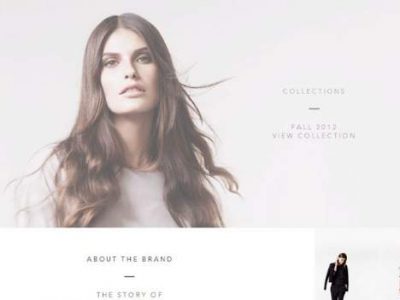 COLLECTIONS
FALL 2012
VIEW COLLECTION
ABOUT THE BRAND
THE STORY OF